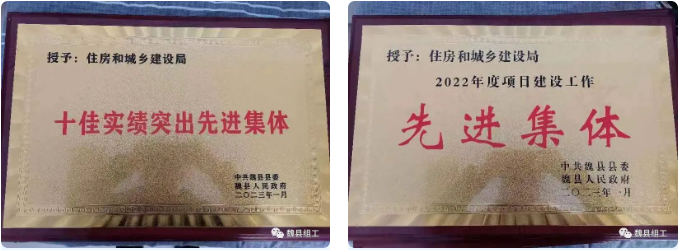 授予：住房和城乡建设局
十佳实绩突出先进集体
中共魏县县委
魏县人民政府
二〇二三年一月
魏县组工
授予：住房和城乡建设局
2022年度项目建设工作
先进集体
中共魏县县委
魏县人民政府
二〇二三年一月
魏县组工